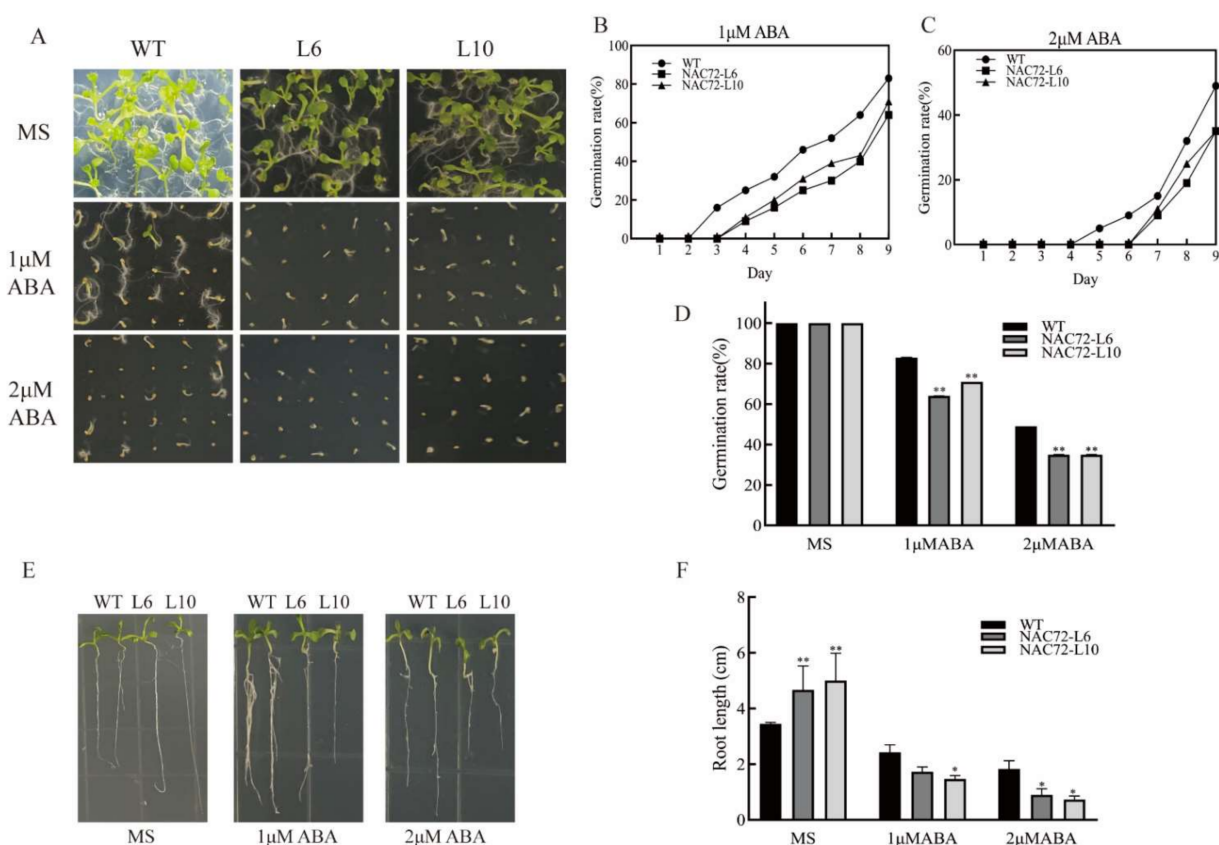 A
WT
L6
L10
MS
1μM
ABA
2μM
ABA
B
1μM ABA
Germination rate(%)
100
80
60
40
20
0
WT
NAC72-L6
NAC72-L10
1 2 3 4 5 6 7 8 9
Day
C
2μM ABA
Germination rate(%)
60
40
20
0
WT
NAC72-L6
NAC72-L10
1 2 3 4 5 6 7 8 9
Day
D
Germination rate(%)
100
80
60
40
20
0
WT
NAC72-L6
NAC72-L10
** **
** **
MS
1μMABA
2μMABA
E
WT L6 L10
WT L6 L10
WT L6 L10
MS
1μM ABA
2μM ABA
F
Root length (cm)
8
6
4
2
0
WT
NAC72-L6
NAC72-L10
** **
*
* *
MS
1μMABA
2μMABA